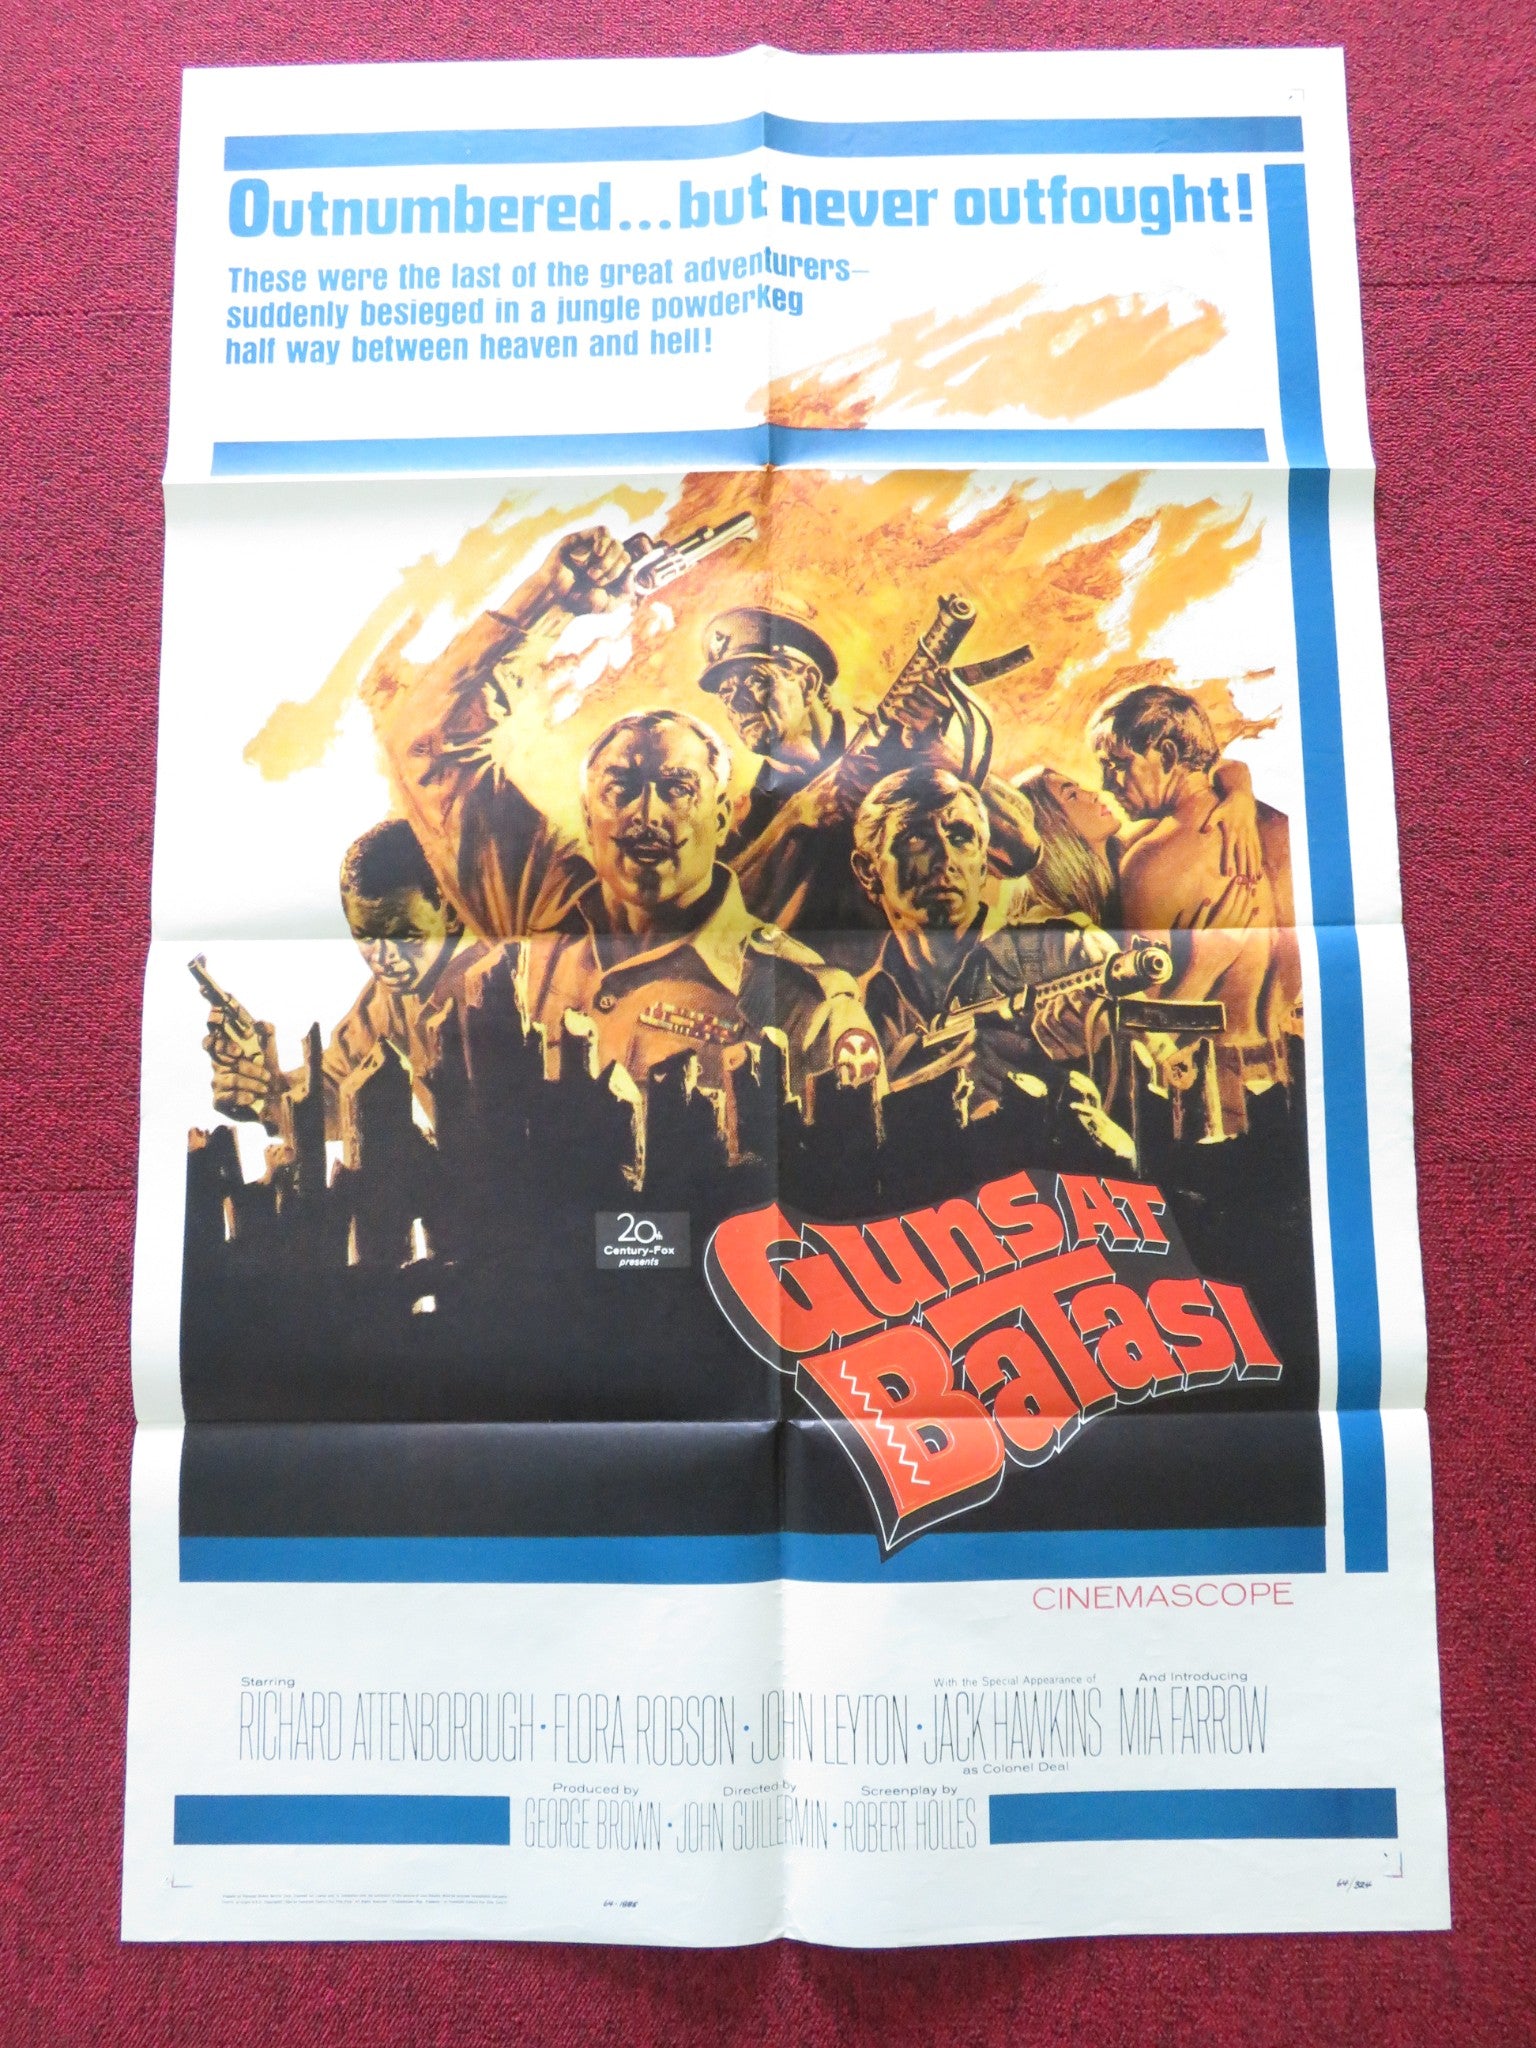 Outnumbered...but never outfought!
These were the last of the great adventurers—
suddenly besieged in a jungle powderkeg
half way between heaven and hell!
20th
Century-Fox
presents
Guns at
Batasi
CINEMASCOPE
Starring
RICHARD ATTENBOROUGH • FLORA ROBSON • JOHN LEYTON •
With the Special Appearance of
JACK HAWKINS
as Colonel Deal
And Introducing
MIA FARROW
Produced by
GEORGE BROWN •
Directed by
JOHN GUILLERMIN •
Screenplay by
ROBERT HOLLES
64/324